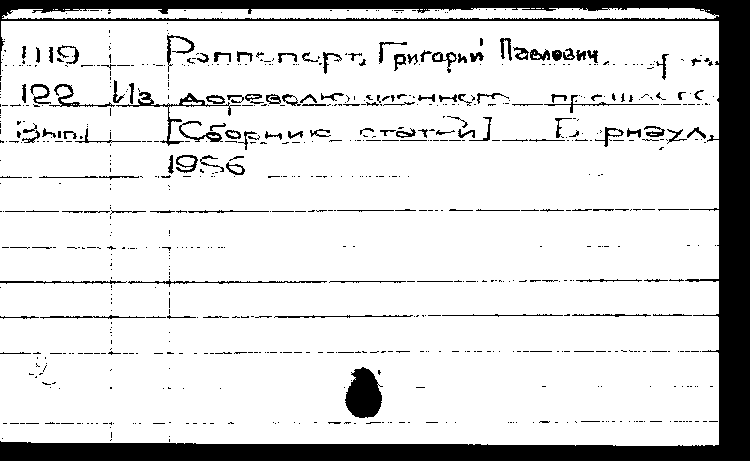 1119 Раппопорт, Григорий Павлович.
122 Из дореволюционного прошлого.
Вып.1 [Сборник статей] Барнаул,
1956